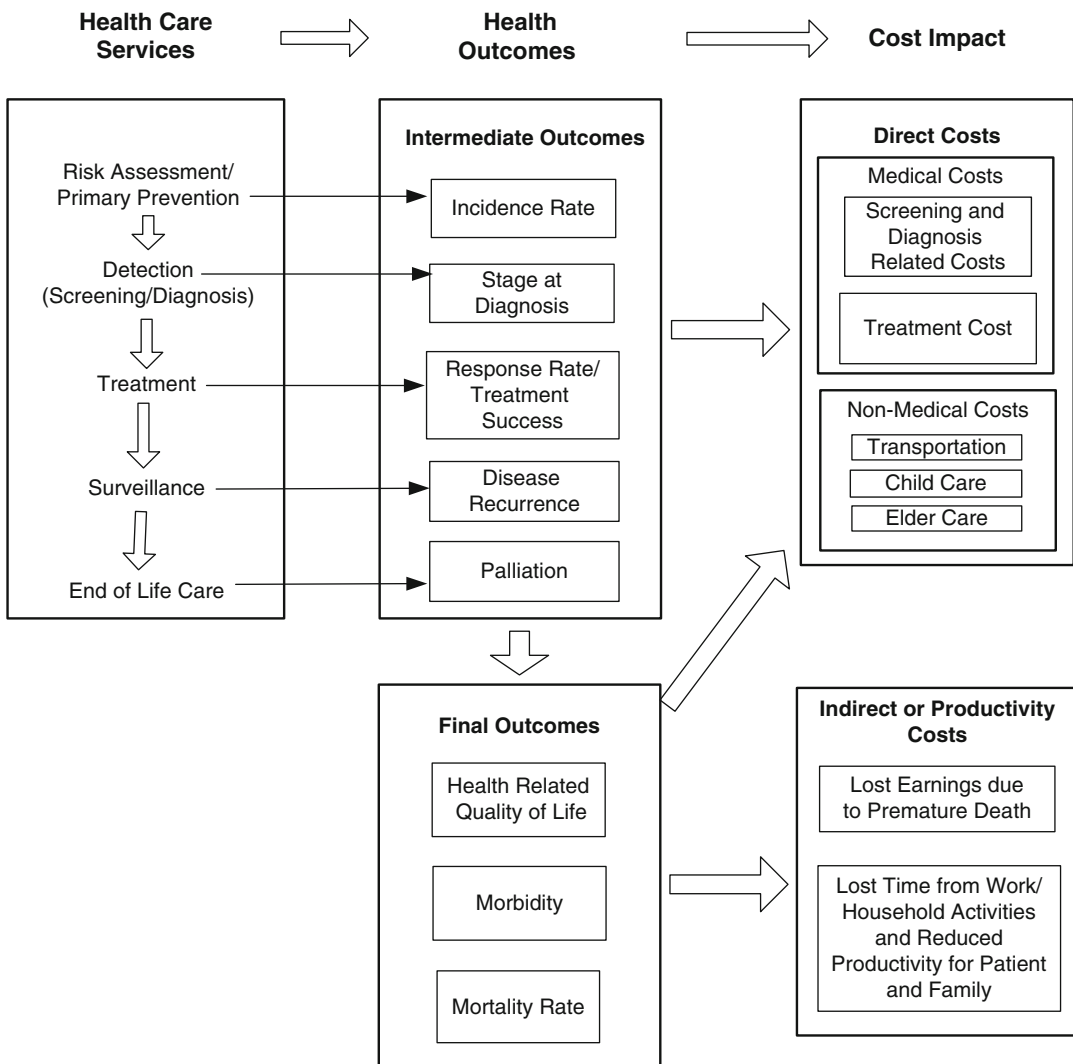 Health Care
Services
Health
Outcomes
Cost Impact
Risk Assessment/
Primary Prevention
Detection
(Screening/Diagnosis)
Treatment
Surveillance
End of Life Care
Intermediate Outcomes
Incidence Rate
Stage at
Diagnosis
Response Rate/
Treatment
Success
Disease
Recurrence
Palliation
Final Outcomes
Health Related
Quality of Life
Morbidity
Mortality Rate
Direct Costs
Medical Costs
Screening and
Diagnosis
Related Costs
Treatment Cost
Non-Medical Costs
Transportation
Child Care
Elder Care
Indirect or Productivity
Costs
Lost Earnings due
to Premature Death
Lost Time from Work/
Household Activities
and Reduced
Productivity for Patient
and Family